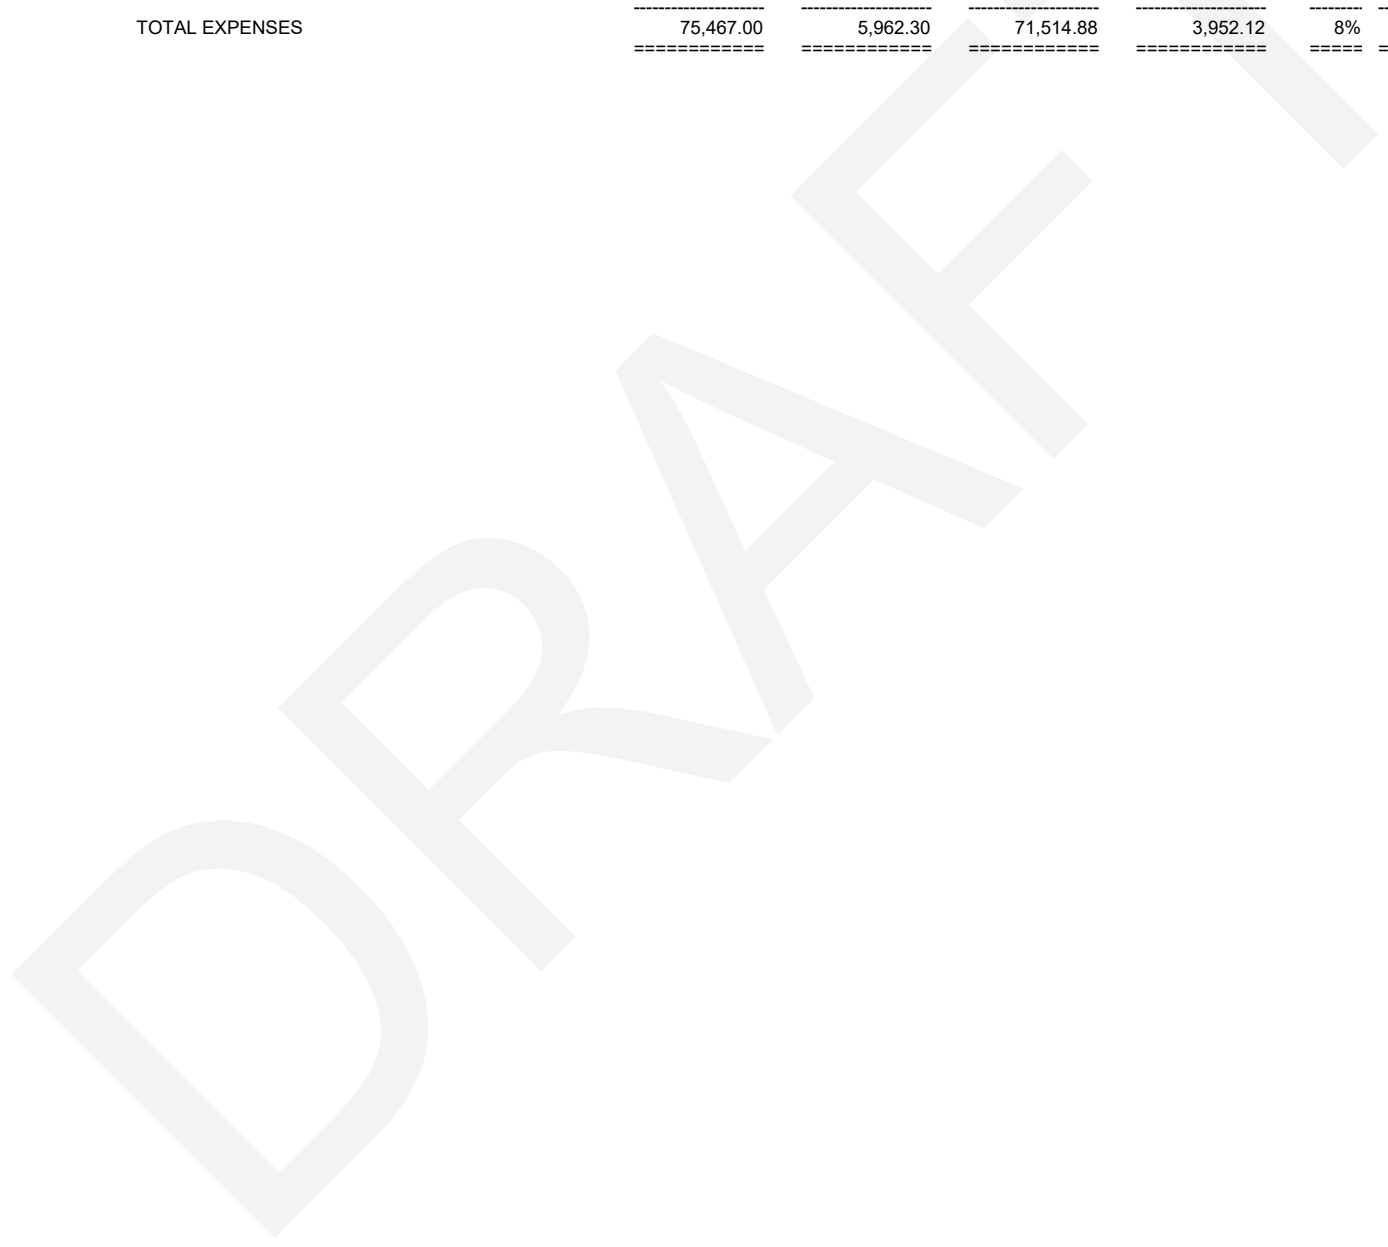 --------------------- --------------------- --------------------- --------------------- -------- --
TOTAL EXPENSES 75,467.00 5,962.30 71,514.88 3,952.12 8%
============ ============ ============ ============ ===== =
DRAFT